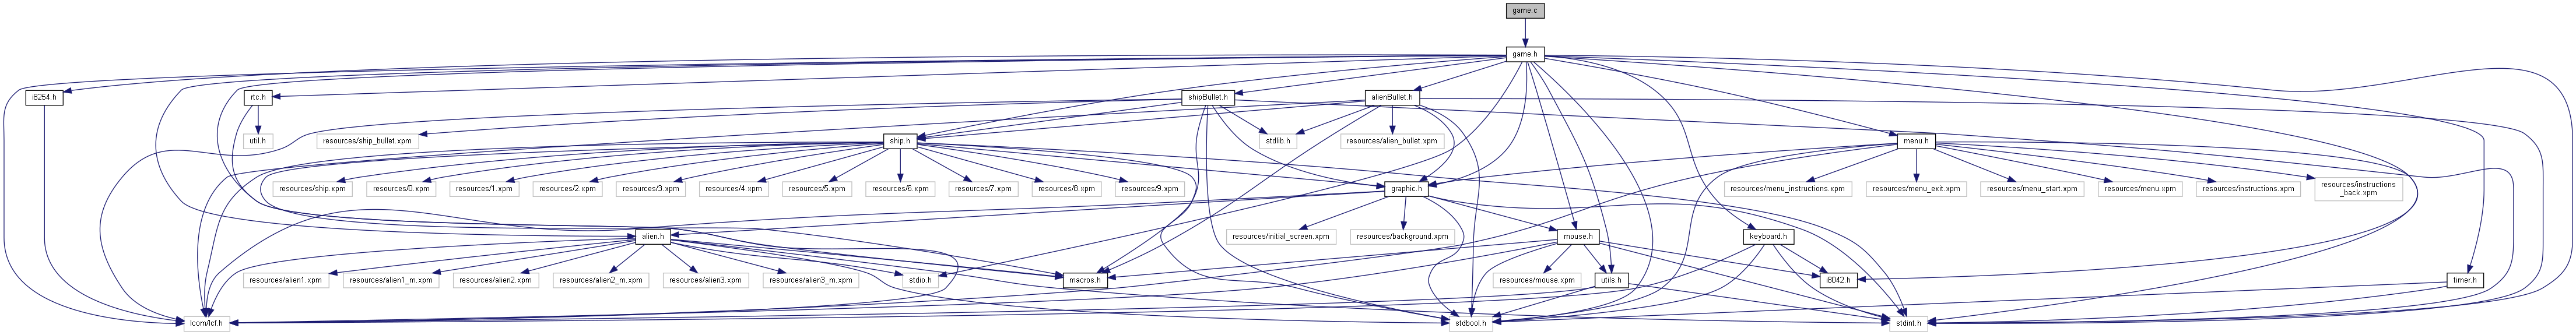 game.c
game.h
i8254.h
rtc.h
shipBullet.h
alienBullet.h
util.h
resources/ship_bullet.xpm
ship.h
stdlib.h
resources/alien_bullet.xpm
menu.h
resources/ship.xpm
resources/0.xpm
resources/1.xpm
resources/2.xpm
resources/3.xpm
resources/4.xpm
resources/5.xpm
resources/6.xpm
resources/7.xpm
resources/8.xpm
resources/9.xpm
graphic.h
resources/menu_instructions.xpm
resources/menu_exit.xpm
resources/menu_start.xpm
resources/menu.xpm
resources/instructions.xpm
resources/instructions
_back.xpm
alien.h
resources/initial_screen.xpm
resources/background.xpm
mouse.h
keyboard.h
resources/alien1.xpm
resources/alien1_m.xpm
resources/alien2.xpm
resources/alien2_m.xpm
resources/alien3.xpm
resources/alien3_m.xpm
stdio.h
macros.h
resources/mouse.xpm
utils.h
i8042.h
timer.h
lcom/lcf.h
stdbool.h
stdint.h